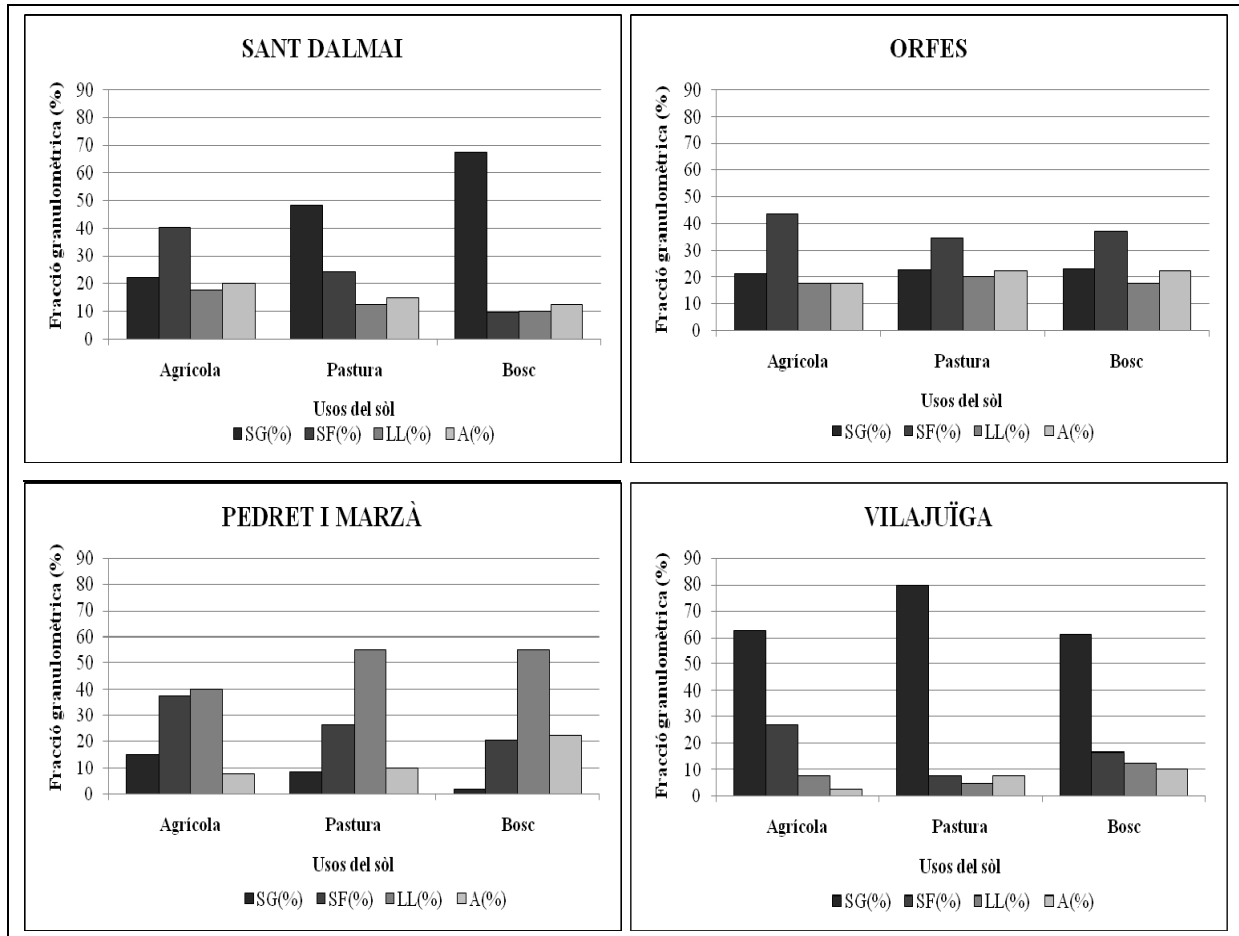 SANT DALMAI
Fracció granulomètrica (%)
90
80
70
60
50
40
30
20
10
0
Agrícola Pastura Bosc
Usos del sòl
SG(%) SF(%) LL(%) A(%)
ORFES
Fracció granulomètrica (%)
90
80
70
60
50
40
30
20
10
0
Agrícola Pastura Bosc
Usos del sòl
SG(%) SF(%) LL(%) A(%)
PEDRET I MARZÀ
Fracció granulomètrica (%)
90
80
70
60
50
40
30
20
10
0
Agrícola Pastura Bosc
Usos del sòl
SG(%) SF(%) LL(%) A(%)
VILAJUÏGA
Fracció granulomètrica (%)
90
80
70
60
50
40
30
20
10
0
Agrícola Pastura Bosc
Usos del sòl
SG(%) SF(%) LL(%) A(%)